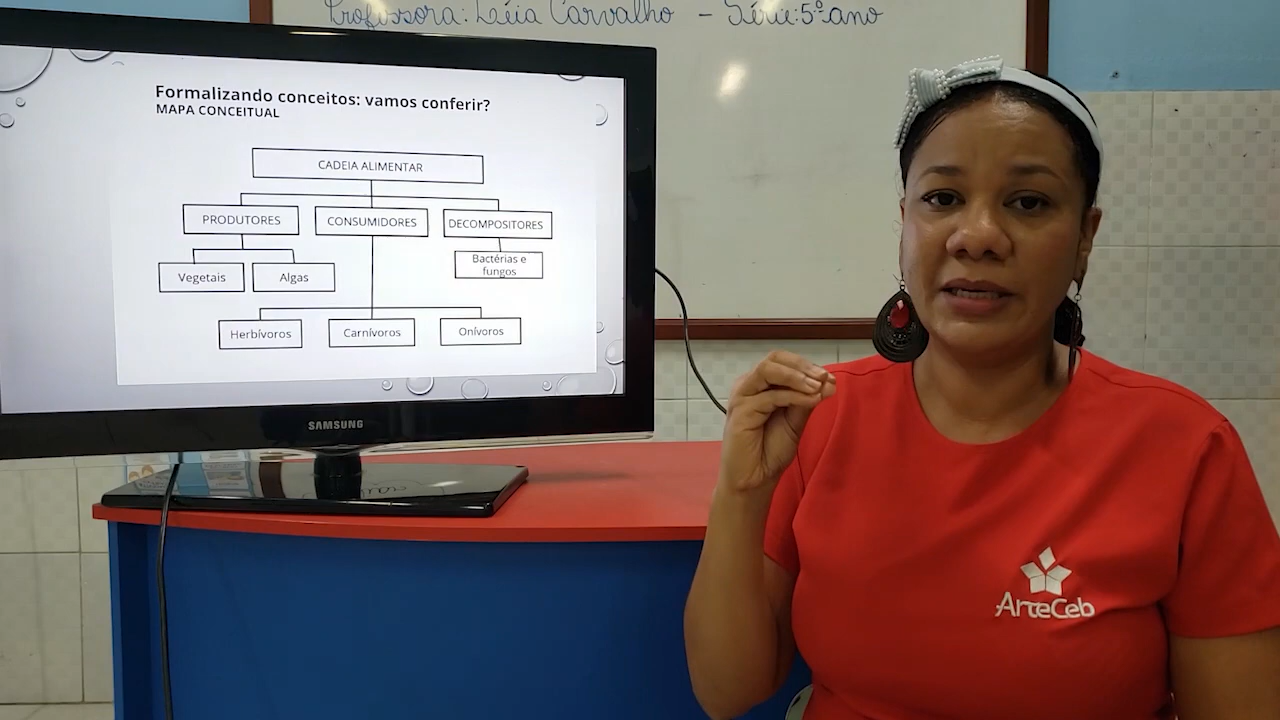 Professora: Léia Carvalho - Série: 5º ano
Formalizando conceitos: vamos conferir?
MAPA CONCEITUAL
CADEIA ALIMENTAR
PRODUTORES
CONSUMIDORES
DECOMPOSITORES
Vegetais
Algas
Bactérias e
fungos
Herbívoros
Carnívoros
Onívoros
SAMSUNG
ArteCeb